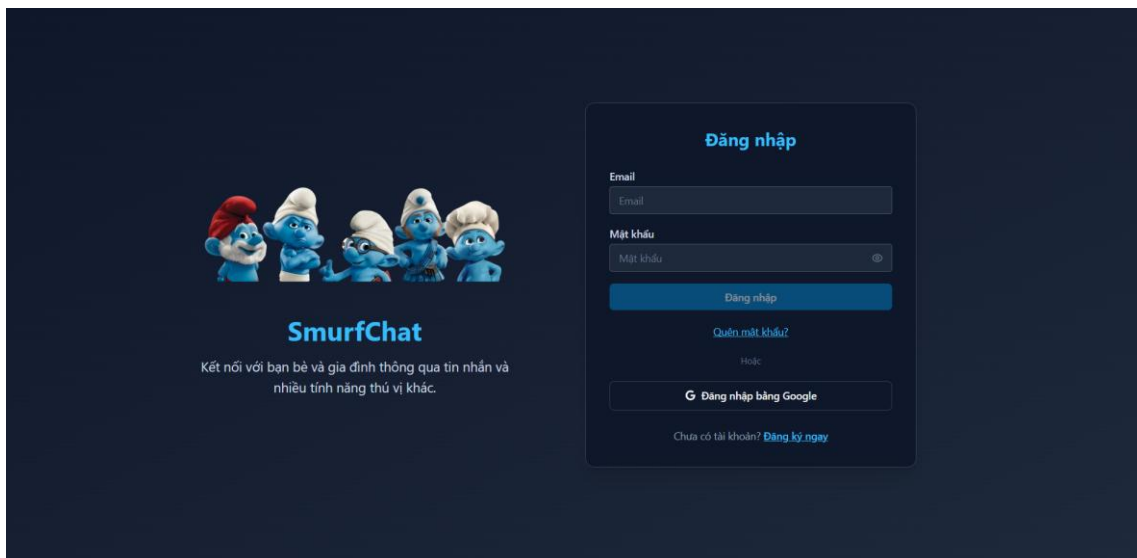 SmurfChat
Kết nối với bạn bè và gia đình thông qua tin nhắn và
nhiều tính năng thú vị khác.
Đăng nhập
Email
Email
Mật khẩu
Mật khẩu
Đăng nhập
Quên mật khẩu?
Hoặc
G Đăng nhập bằng Google
Chưa có tài khoản? Đăng ký ngay